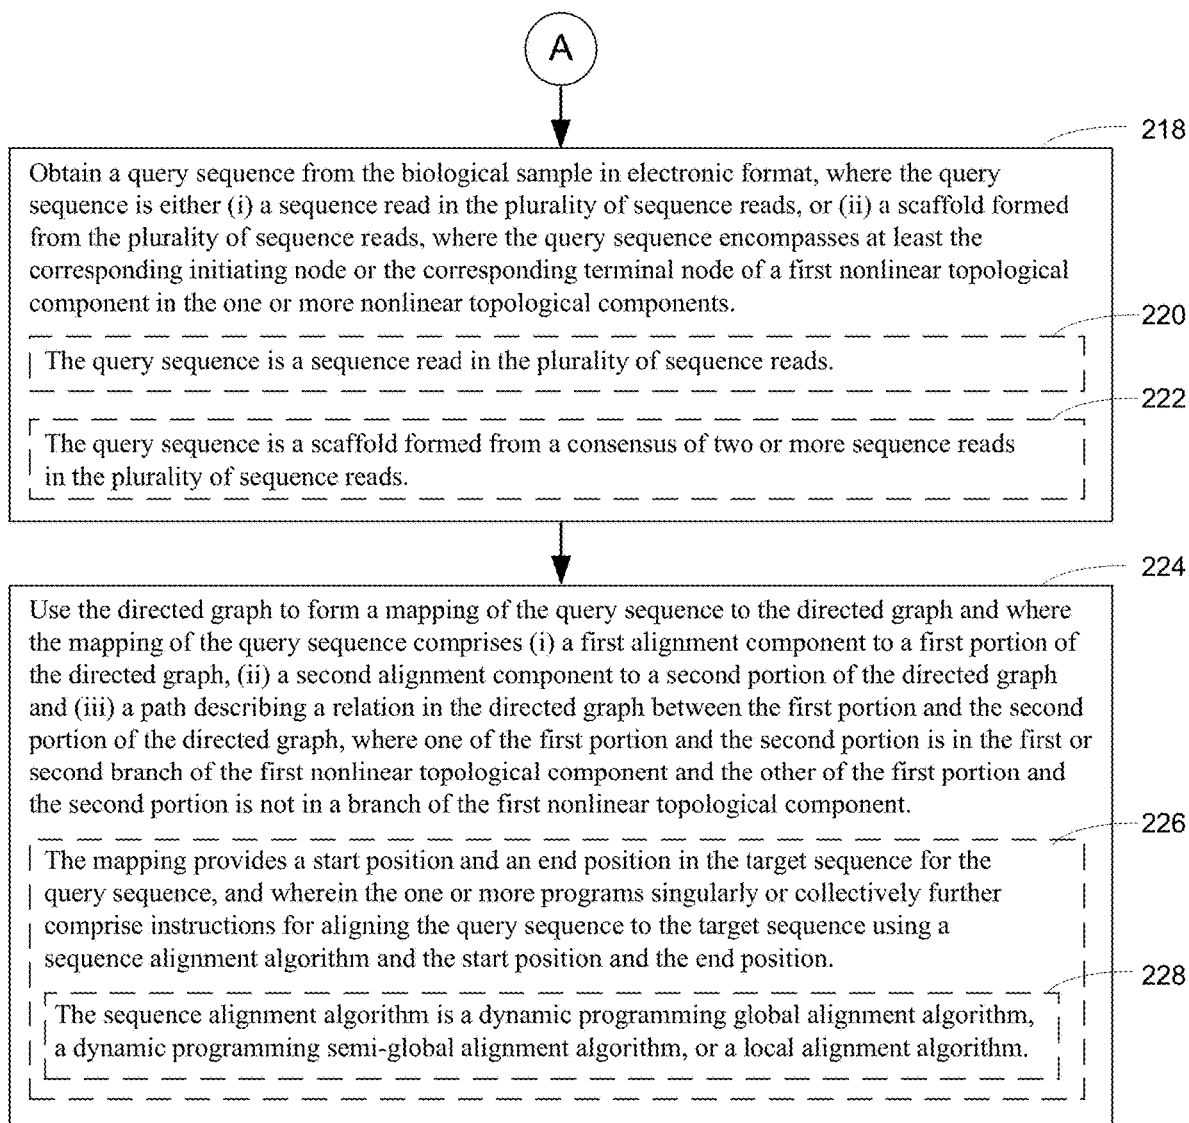 A
218
Obtain a query sequence from the biological sample in electronic format, where the query
sequence is either (i) a sequence read in the plurality of sequence reads, or (ii) a scaffold formed
from the plurality of sequence reads, where the query sequence encompasses at least the
corresponding initiating node or the corresponding terminal node of a first nonlinear topological
component in the one or more nonlinear topological components.
220
The query sequence is a sequence read in the plurality of sequence reads.
222
The query sequence is a scaffold formed from a consensus of two or more sequence reads
in the plurality of sequence reads.
224
Use the directed graph to form a mapping of the query sequence to the directed graph and where
the mapping of the query sequence comprises (i) a first alignment component to a first portion of
the directed graph, (ii) a second alignment component to a second portion of the directed graph
and (iii) a path describing a relation in the directed graph between the first portion and the second
portion of the directed graph, where one of the first portion and the second portion is in the first or
second branch of the first nonlinear topological component and the other of the first portion and
the second portion is not in a branch of the first nonlinear topological component.
226
The mapping provides a start position and an end position in the target sequence for the
query sequence, and wherein the one or more programs singularly or collectively further
comprise instructions for aligning the query sequence to the target sequence using a
sequence alignment algorithm and the start position and the end position.
228
The sequence alignment algorithm is a dynamic programming global alignment algorithm,
a dynamic programming semi-global alignment algorithm, or a local alignment algorithm.